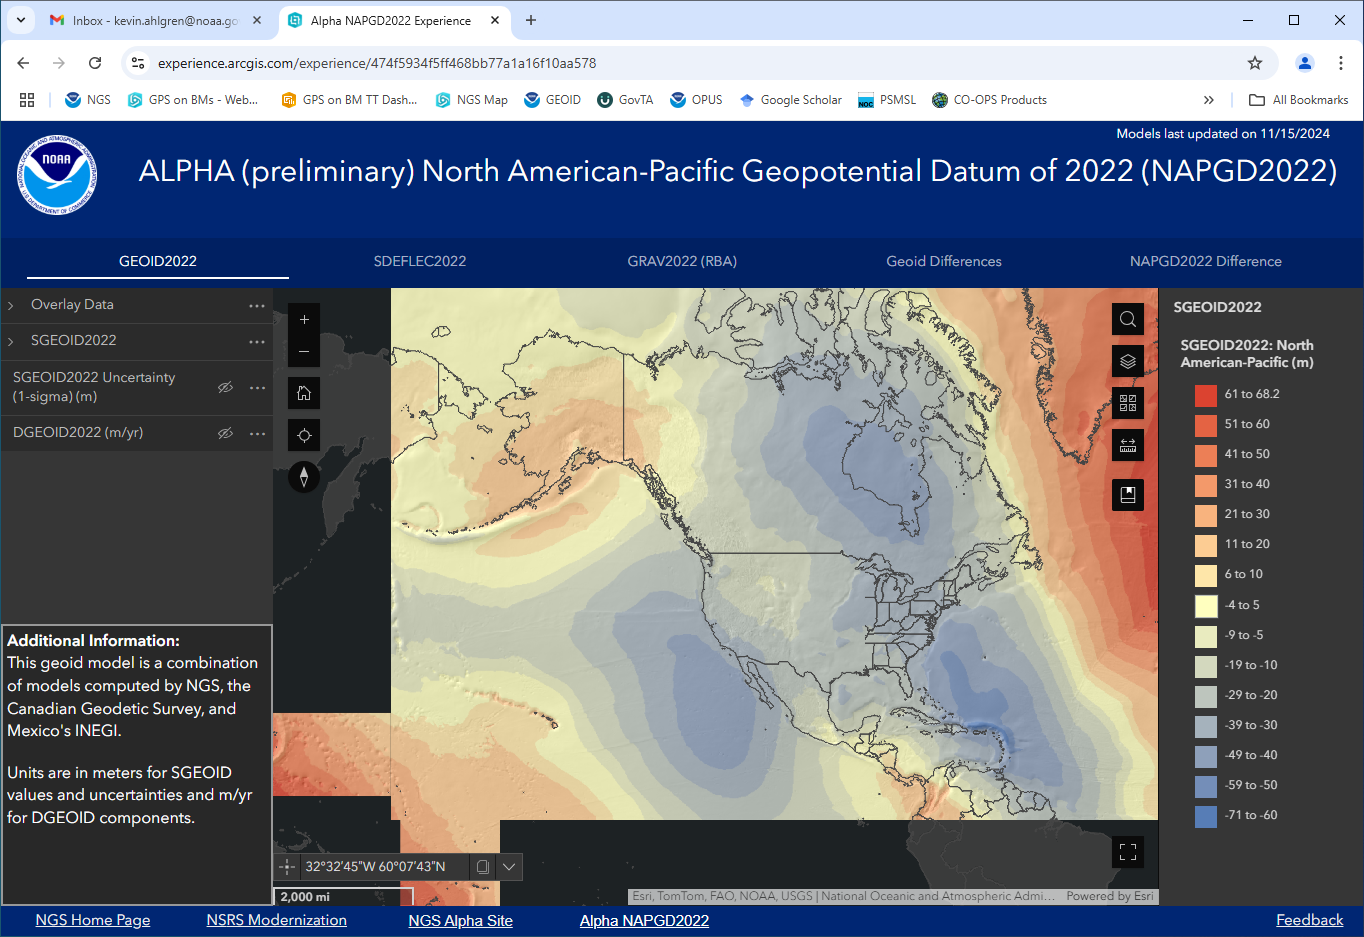 Inbox - kevin.ahlgren@noaa.go
Alpha NAPGD2022 Experience
experience.arcgis.com/experience/474f5934f5ff468bb77a1a16f10aa578
NGS
GPS on BMs - Web...
GPS on BM TT Dash...
NGS Map
GEOID
GovTA
OPUS
Google Scholar
PSMSL
CO-OPS Products
All Bookmarks
Models last updated on 11/15/2024
NOAA
ALPHA (preliminary) North American-Pacific Geopotential Datum of 2022 (NAPGD2022)
GEOID2022
SDEFLEC2022
GRAV2022 (RBA)
Geoid Differences
NAPGD2022 Difference
Overlay Data
SGEOID2022
SGEOID2022 Uncertainty
(1-sigma) (m)
DGEOID2022 (m/yr)
Additional Information:
This geoid model is a combination
of models computed by NGS, the
Canadian Geodetic Survey, and
Mexico's INEGI.
Units are in meters for SGEOID
values and uncertainties and m/yr
for DGEOID components.
SGEOID2022
SGEOID2022: North
American-Pacific (m)
61 to 68.2
51 to 60
41 to 50
31 to 40
21 to 30
11 to 20
6 to 10
-4 to 5
-9 to -5
-19 to -10
-29 to -20
-39 to -30
-49 to -40
-59 to -50
-71 to -60
32°32'45"W 60°07'43"N
2,000 mi
Esri, TomTom, FAO, NOAA, USGS | National Oceanic and Atmospheric Admi...
Powered by Esri
NGS Home Page
NSRS Modernization
NGS Alpha Site
Alpha NAPGD2022
Feedback